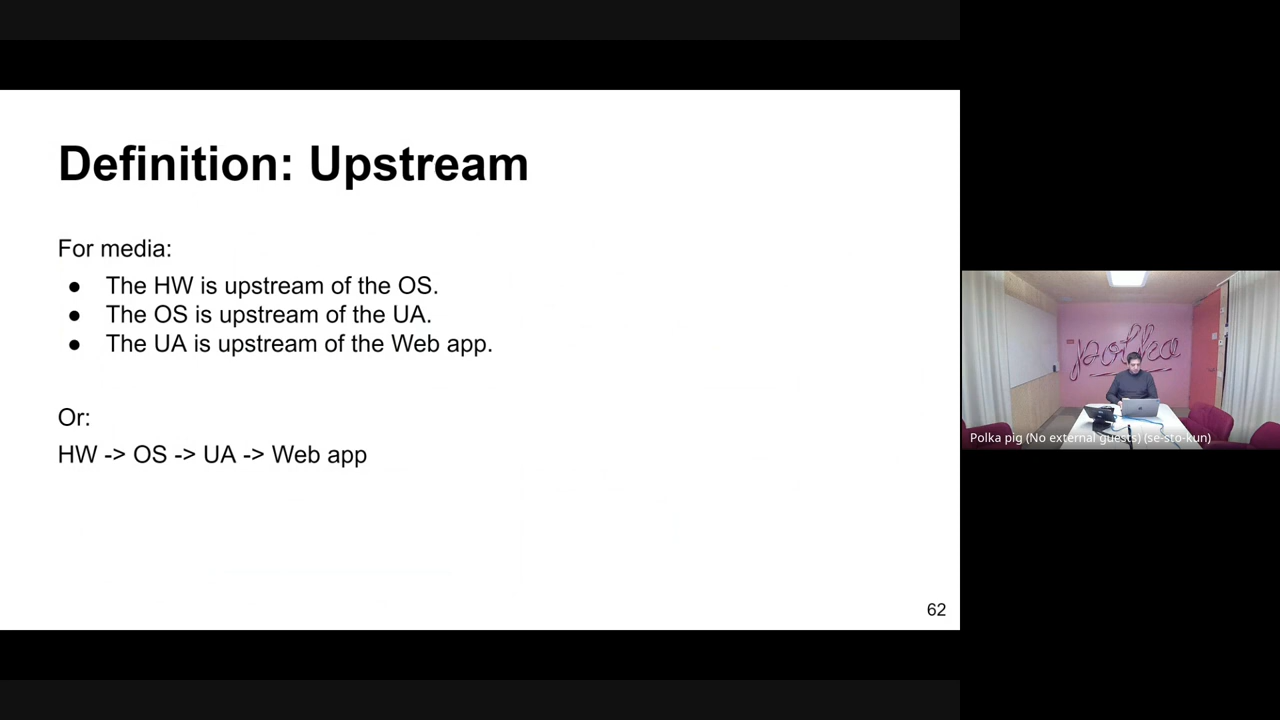 Definition: Upstream
For media:
● The HW is upstream of the OS.
● The OS is upstream of the UA.
● The UA is upstream of the Web app.
Or:
HW -> OS -> UA -> Web app
62
polka
Polka pig (No external guests) (se-sto-kun)